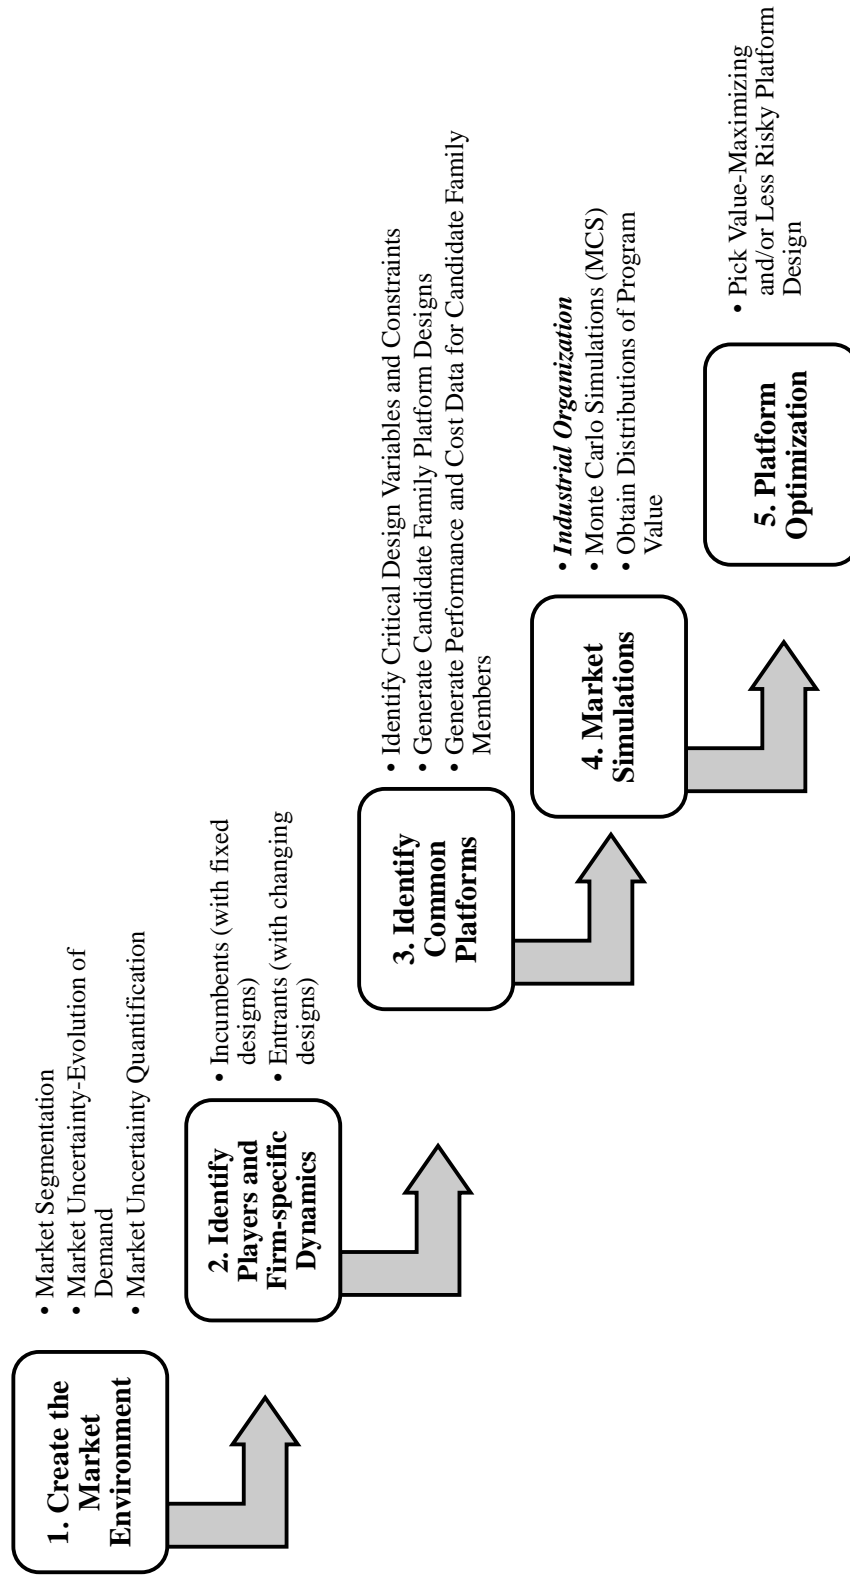 1. Create the
Market
Environment
• Market Segmentation
• Market Uncertainty-Evolution of
Demand
• Market Uncertainty Quantification
2. Identify
Players and
Firm-specific
Dynamics
• Incumbents (with fixed
designs)
• Entrants (with changing
designs)
3. Identify
Common
Platforms
• Identify Critical Design Variables and Constraints
• Generate Candidate Family Platform Designs
• Generate Performance and Cost Data for Candidate Family
Members
4. Market
Simulations
• Industrial Organization
• Monte Carlo Simulations (MCS)
• Obtain Distributions of Program
Value
5. Platform
Optimization
• Pick Value-Maximizing
and/or Less Risky Platform
Design